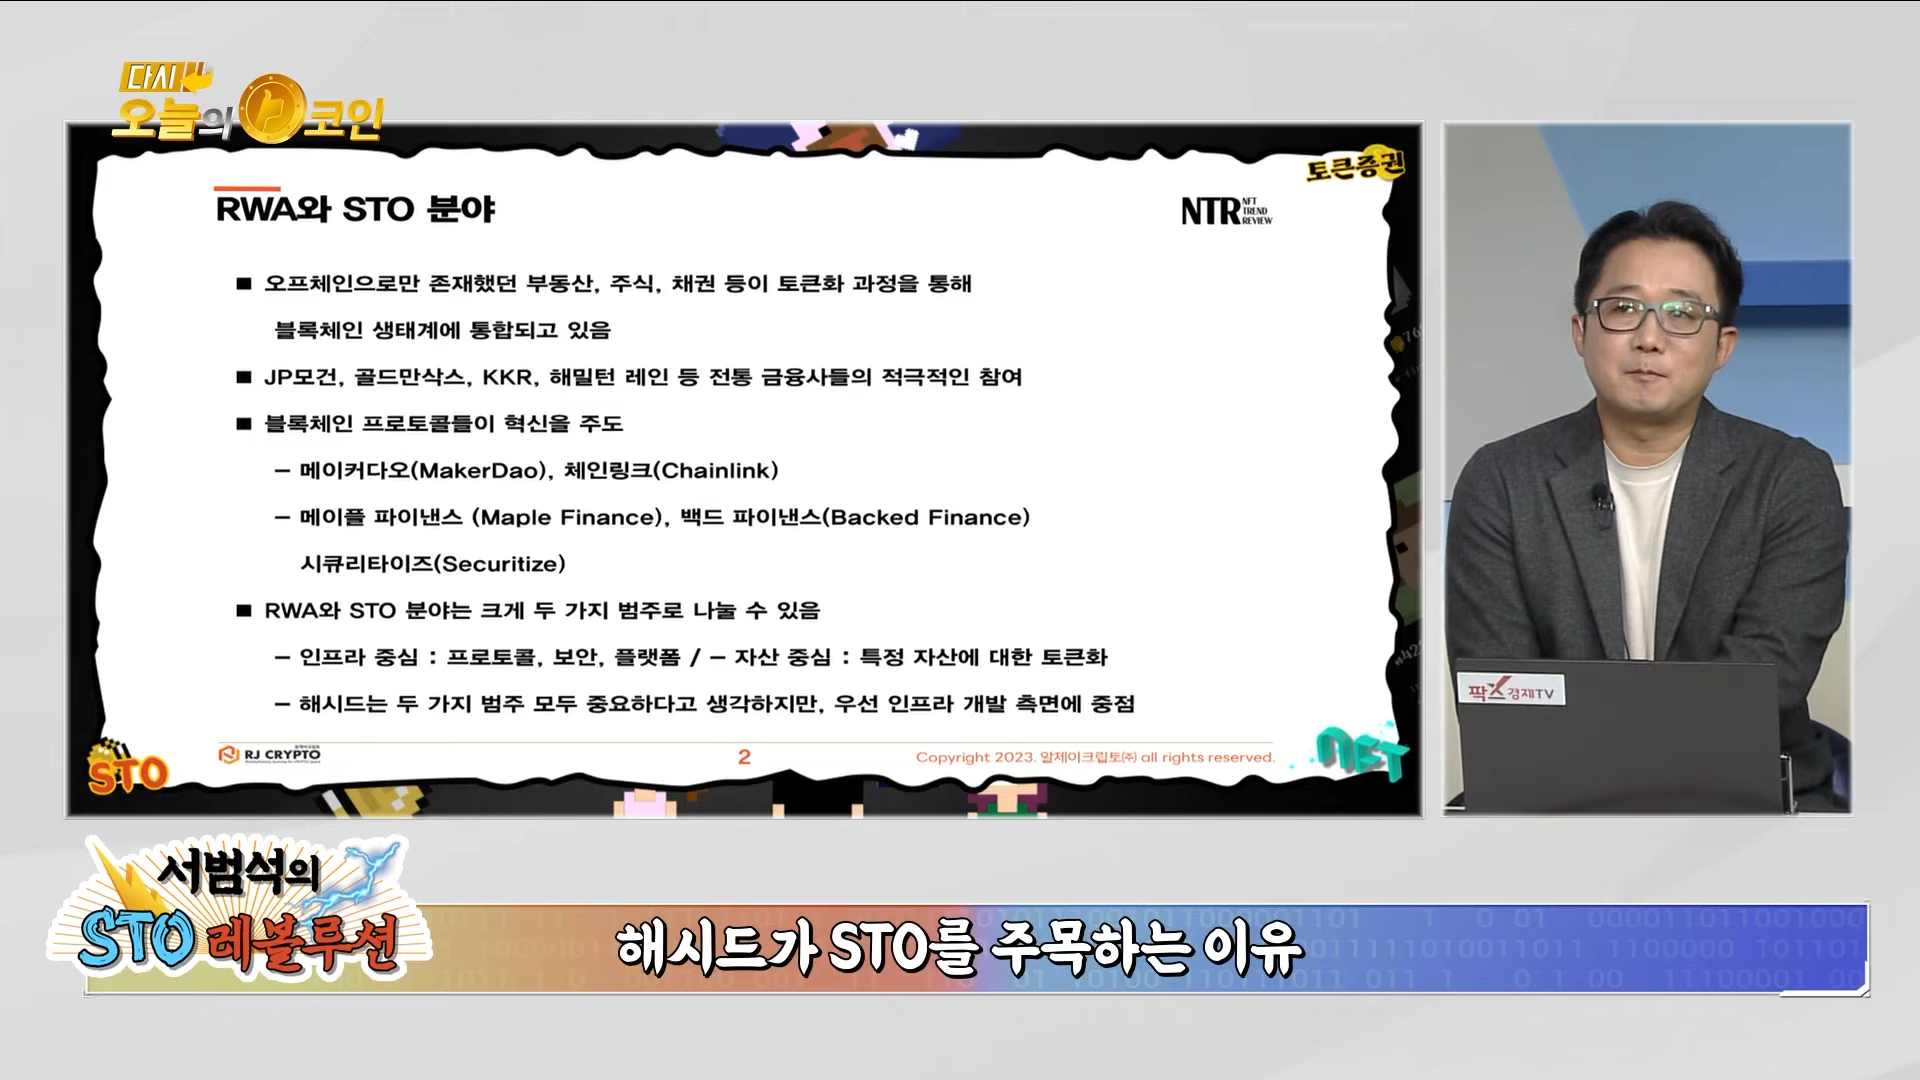 다시
오늘의 코인
토큰증권
RWA와 STO 분야
NTR NFT TREND REVIEW
■ 오프체인으로만 존재했던 부동산, 주식, 채권 등이 토큰화 과정을 통해
블록체인 생태계에 통합되고 있음
■ JP모건, 골드만삭스, KKR, 해밀턴 레인 등 전통 금융사들의 적극적인 참여
■ 블록체인 프로토콜들이 혁신을 주도
– 메이커다오(MakerDao), 체인링크(Chainlink)
– 메이플 파이낸스 (Maple Finance), 백드 파이낸스(Backed Finance)
시큐리타이즈(Securitize)
■ RWA와 STO 분야는 크게 두 가지 범주로 나눌 수 있음
– 인프라 중심 : 프로토콜, 보안, 플랫폼 / – 자산 중심 : 특정 자산에 대한 토큰화
– 해시드는 두 가지 범주 모두 중요하다고 생각하지만, 우선 인프라 개발 측면에 중점
RJ CRYPTO
2
Copyright 2023. 알제이크립토㈜ all rights reserved.
STO
NFT
팍스경제TV
서범석의
STO 레볼루션
해시드가 STO를 주목하는 이유